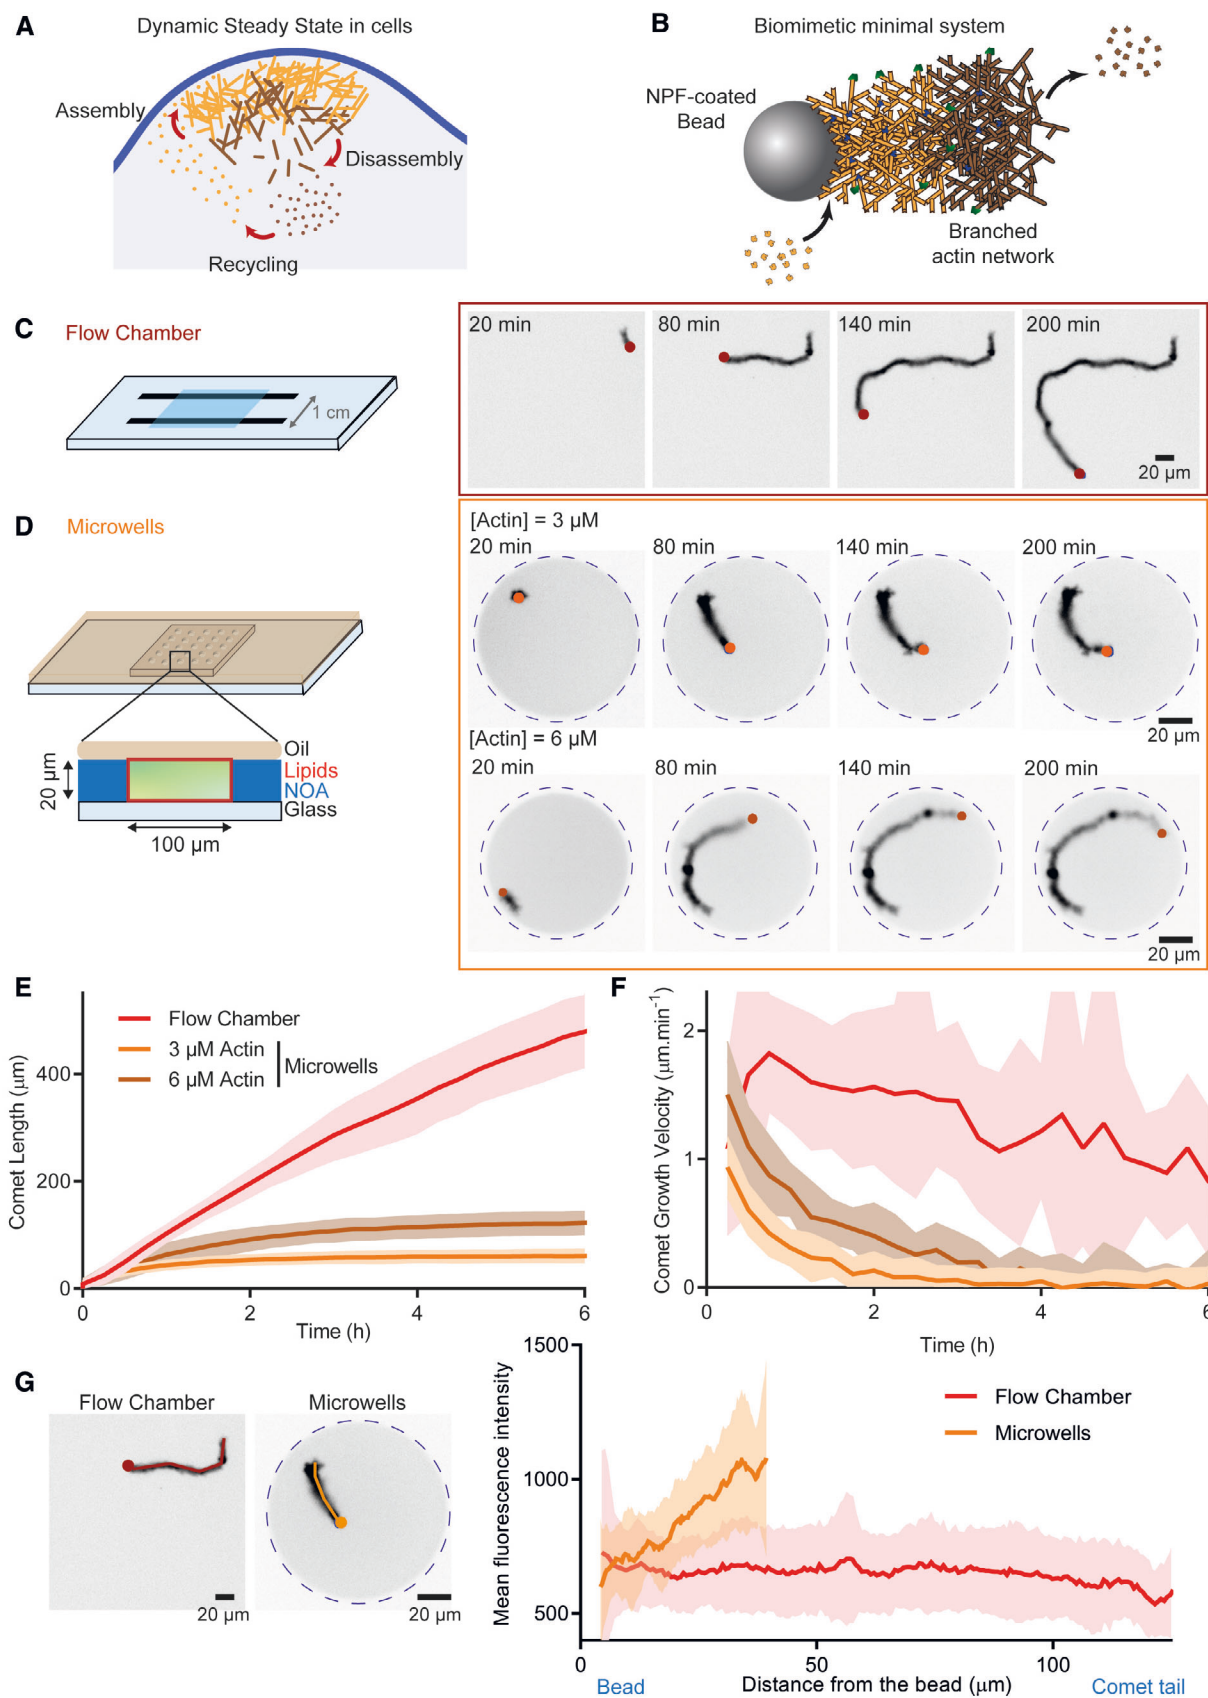 A
Dynamic Steady State in cells
Assembly
Disassembly
Recycling
B
Biomimetic minimal system
NPF-coated
Bead
Branched
actin network
C
Flow Chamber
1 cm
20 min
80 min
140 min
200 min
20 µm
D
Microwells
Oil
Lipids
NOA
Glass
20 µm
100 µm
[Actin] = 3 µM
20 min
80 min
140 min
200 min
20 µm
[Actin] = 6 µM
20 min
80 min
140 min
200 min
20 µm
E
Comet Length (µm)
400
200
0
0
2
4
6
Time (h)
Flow Chamber
3 µM Actin
6 µM Actin
Microwells
F
Comet Growth Velocity (µm.min-1)
2
1
0
0
2
4
6
Time (h)
G
Flow Chamber
20 µm
Microwells
20 µm
Mean fluorescence intensity
1500
1000
500
0
50
100
Bead
Distance from the bead (µm)
Comet tail
Flow Chamber
Microwells